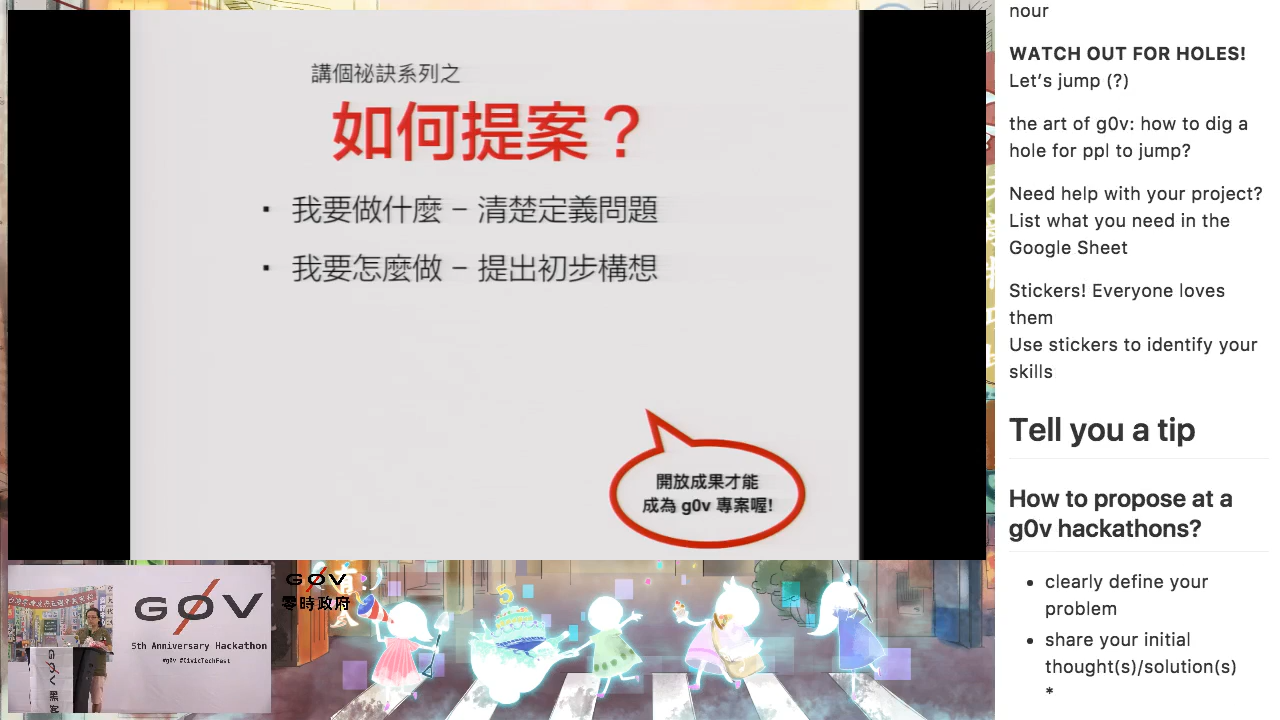 講個祕訣系列之
如何提案？
· 我要做什麼 – 清楚定義問題
· 我要怎麼做 – 提出初步構想
開放成果才能
成為 g0v 專案喔!
nour
WATCH OUT FOR HOLES!
Let’s jump (?)
the art of g0v: how to dig a
hole for ppl to jump?
Need help with your project?
List what you need in the
Google Sheet
Stickers! Everyone loves
them
Use stickers to identify your
skills
Tell you a tip
How to propose at a
g0v hackathons?
• clearly define your
problem
• share your initial
thought(s)/solution(s)
*
G0V
5th Anniversary Hackathon
#g0v #CivicTechFest
G0V
零時政府
5